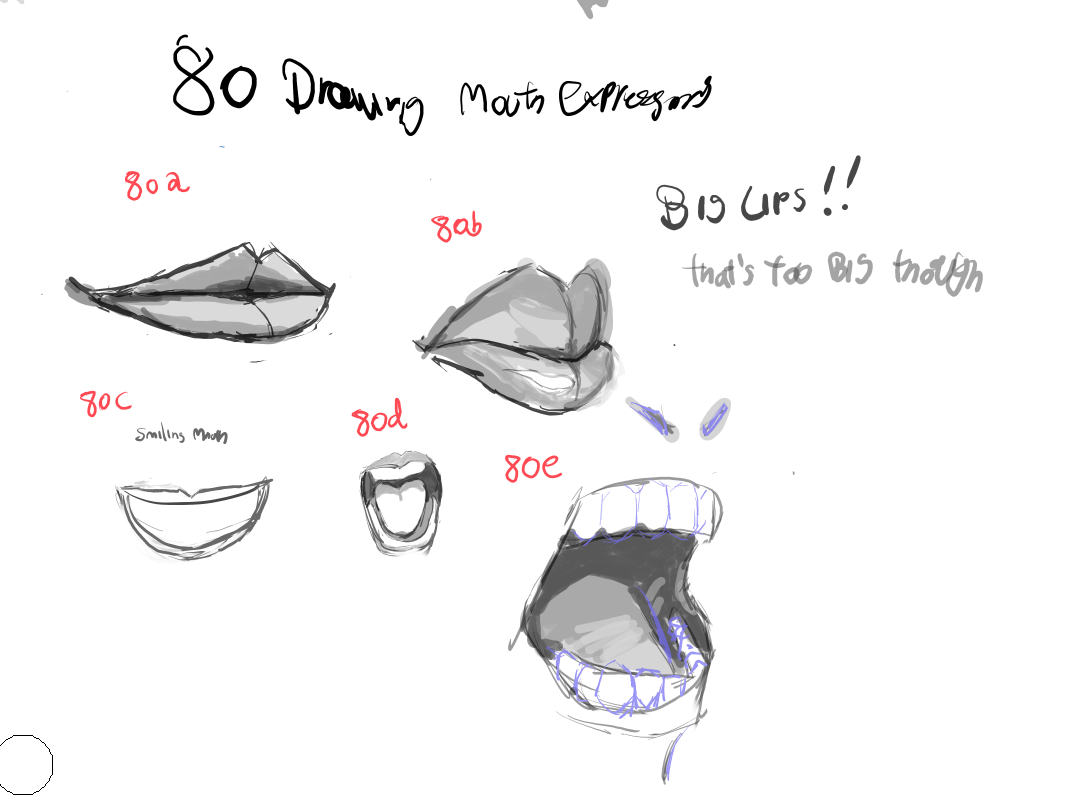 80 Drawing Mouth Expressions
80a
80b
BIG LIPS!!
that's too BIG though
80c
Smiling Mouth
80d
80e